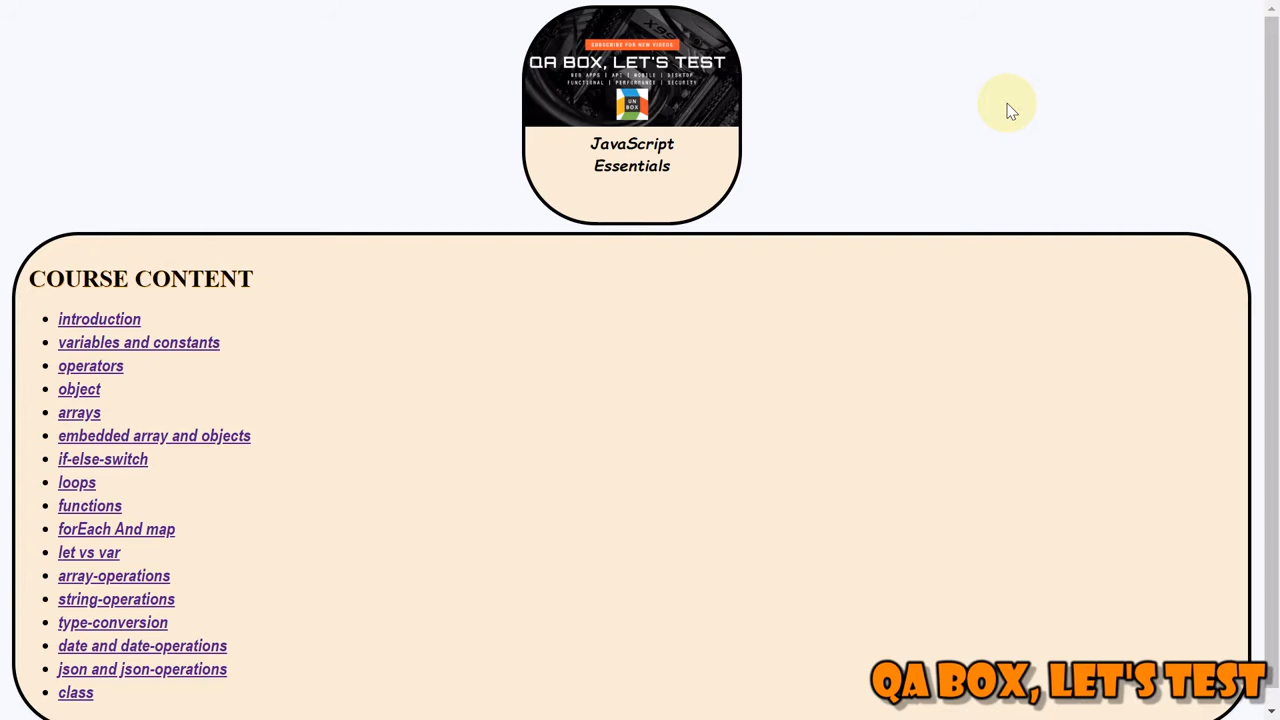 SUBSCRIBE FOR NEW VIDEOS
QA BOX, LET'S TEST
WEB APPS | API | MOBILE | DESKTOP
FUNCTIONAL | PERFORMANCE | SECURITY
UN
BOX
JavaScript
Essentials
COURSE CONTENT
introduction
variables and constants
operators
object
arrays
embedded array and objects
if-else-switch
loops
functions
forEach And map
let vs var
array-operations
string-operations
type-conversion
date and date-operations
json and json-operations
class
QA BOX, LET'S TEST